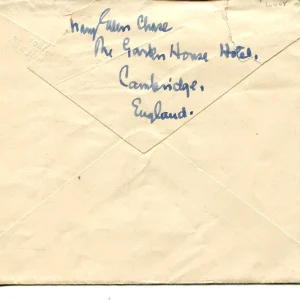 Mary Ellen Chase
The Garden House Hotel.
Cambridge.
England.